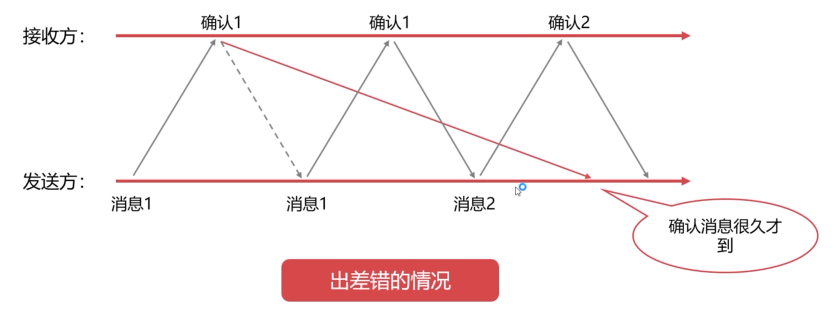 确认1
确认1
确认2
接收方：
发送方：
消息1
消息1
消息2
确认消息很久才
到
出差错的情况